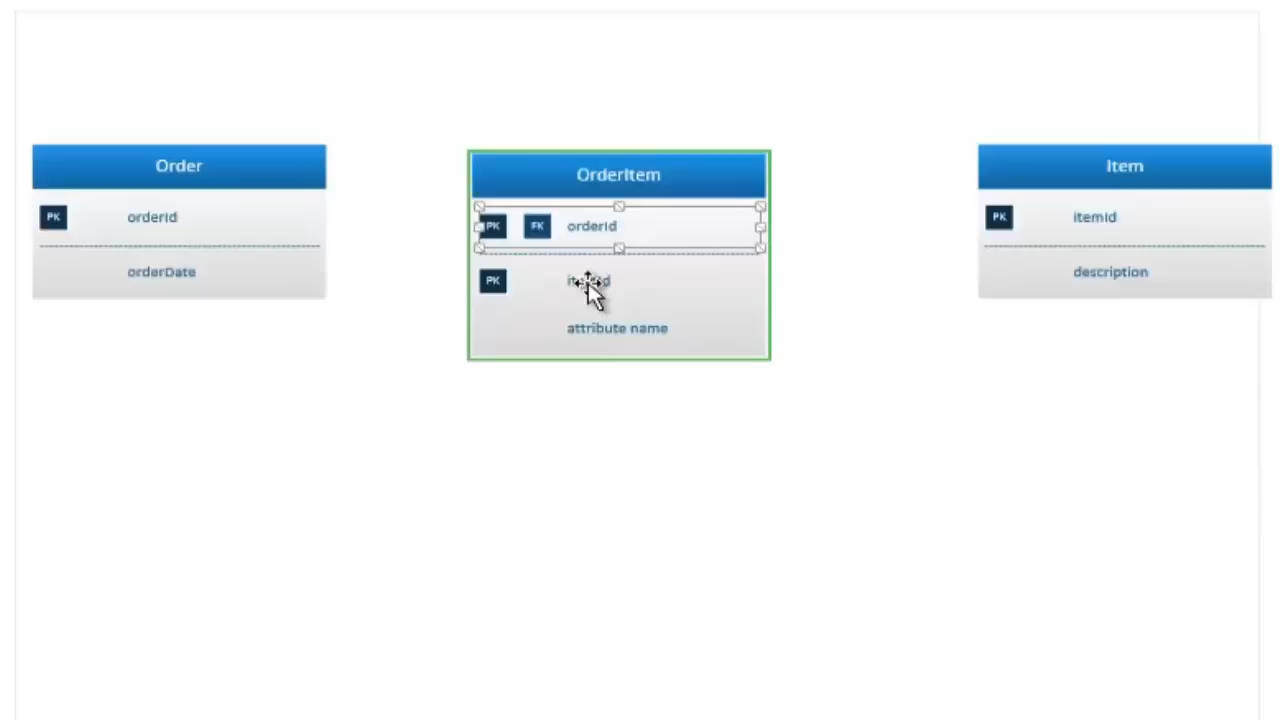 Order
PK orderId
orderDate
OrderItem
PK FK orderId
PK
attribute name
Item
PK itemId
description